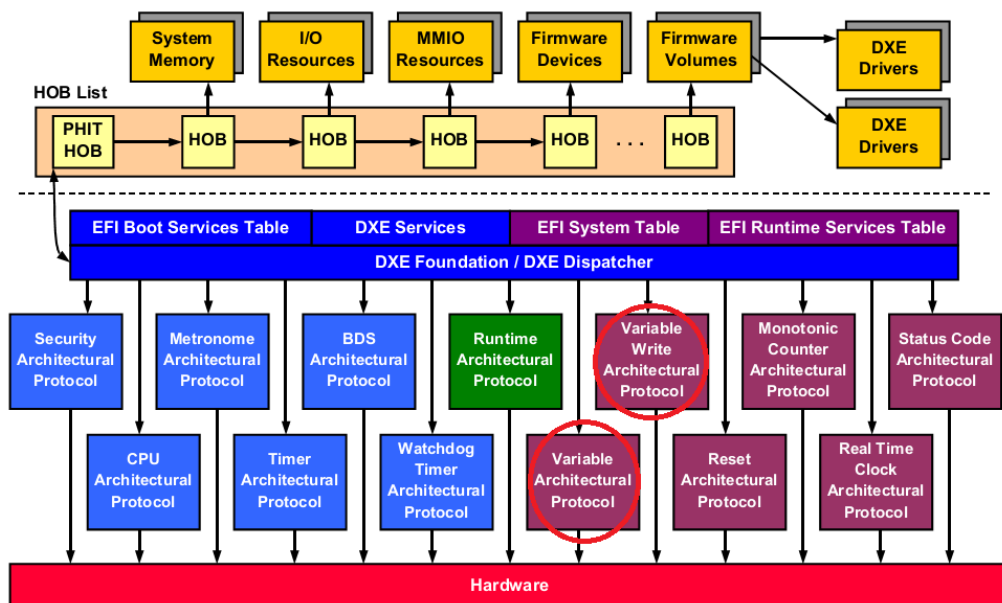 System
Memory
I/O
Resources
MMIO
Resources
Firmware
Devices
Firmware
Volumes
DXE
Drivers
DXE
Drivers
HOB List
PHIT
HOB
HOB
HOB
HOB
HOB
. . .
HOB
EFI Boot Services Table
DXE Services
EFI System Table
EFI Runtime Services Table
DXE Foundation / DXE Dispatcher
Security
Architectural
Protocol
Metronome
Architectural
Protocol
BDS
Architectural
Protocol
Runtime
Architectural
Protocol
Variable
Write
Architectural
Protocol
Monotonic
Counter
Architectural
Protocol
Status Code
Architectural
Protocol
CPU
Architectural
Protocol
Timer
Architectural
Protocol
Watchdog
Timer
Architectural
Protocol
Variable
Architectural
Protocol
Reset
Architectural
Protocol
Real Time
Clock
Architectural
Protocol
Hardware